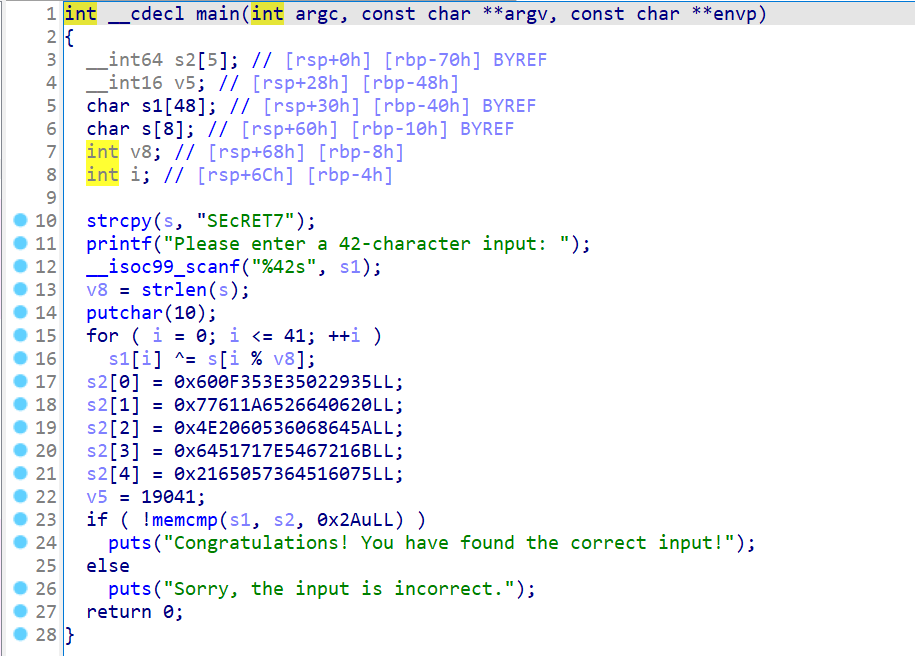 1 int __cdecl main(int argc, const char **argv, const char **envp)
2 {
3 __int64 s2[5]; // [rsp+0h] [rbp-70h] BYREF
4 __int16 v5; // [rsp+28h] [rbp-48h]
5 char s1[48]; // [rsp+30h] [rbp-40h] BYREF
6 char s[8]; // [rsp+60h] [rbp-10h] BYREF
7 int v8; // [rsp+68h] [rbp-8h]
8 int i; // [rsp+6Ch] [rbp-4h]
9
10 strcpy(s, "SEcRET7");
11 printf("Please enter a 42-character input: ");
12 __isoc99_scanf("%42s", s1);
13 v8 = strlen(s);
14 putchar(10);
15 for ( i = 0; i <= 41; ++i )
16 s1[i] ^= s[i % v8];
17 s2[0] = 0x600F353E35022935LL;
18 s2[1] = 0x77611A6526640620LL;
19 s2[2] = 0x4E2060536068645ALL;
20 s2[3] = 0x6451717E5467216BLL;
21 s2[4] = 0x2165057364516075LL;
22 v5 = 19041;
23 if ( !memcmp(s1, s2, 0x2AuLL) )
24 puts("Congratulations! You have found the correct input!");
25 else
26 puts("Sorry, the input is incorrect.");
27 return 0;
28 }